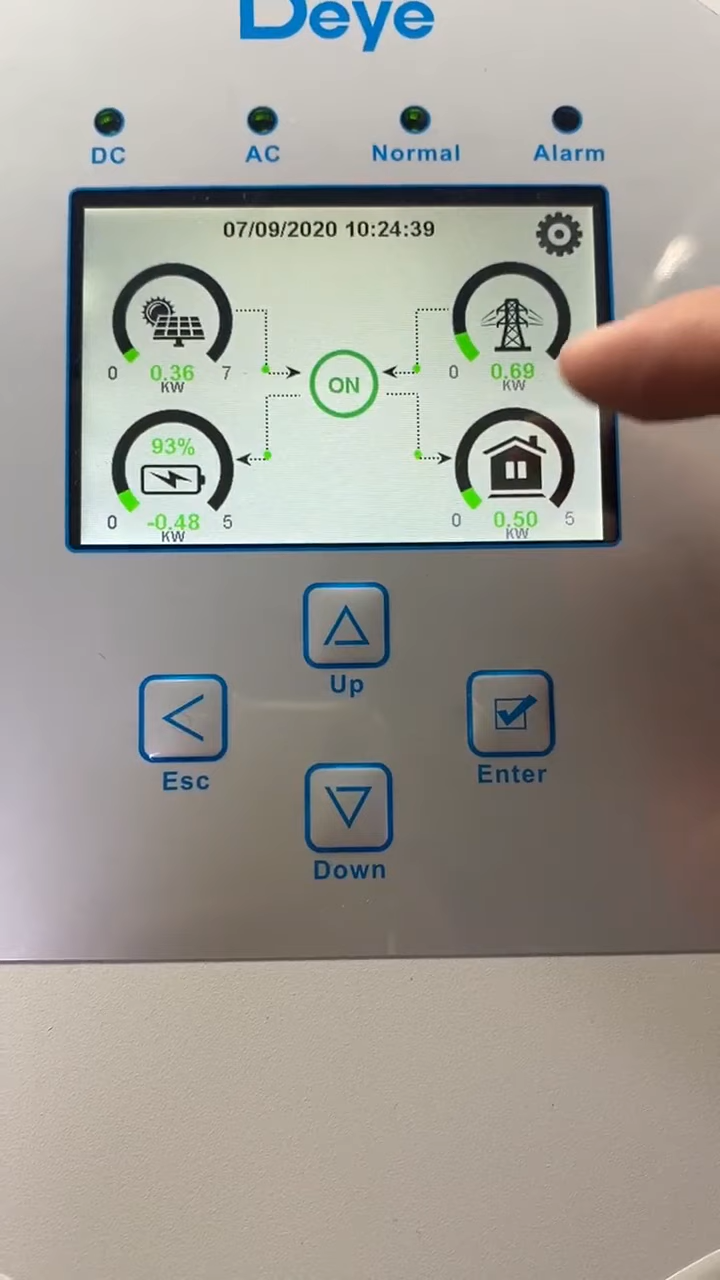 Deye
DC AC Normal Alarm
07/09/2020 10:24:39
0 0.36 7
KW
0 0.69
KW
ON
93%
0 -0.48 5
KW
0 0.50 5
KW
Up
Esc
Enter
Down